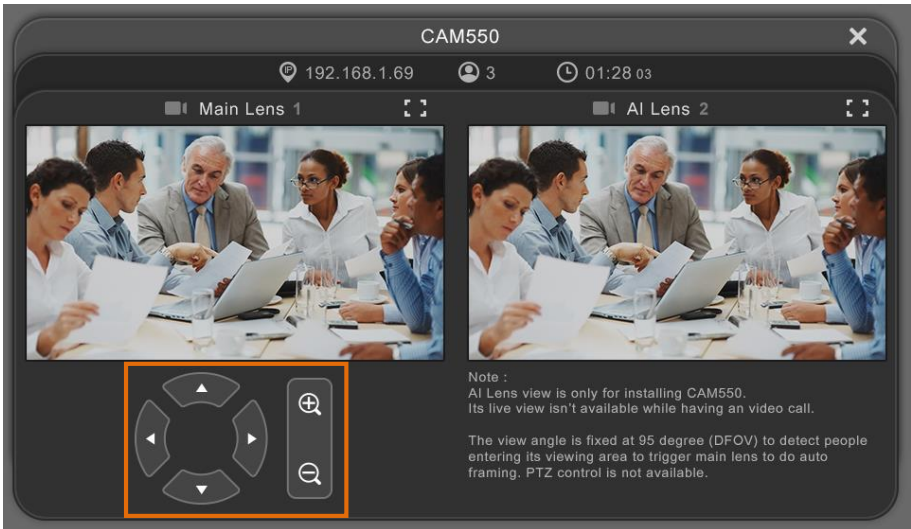 CAM550
IP 192.168.1.69 3 01:28 03
Main Lens 1
AI Lens 2
Note :
AI Lens view is only for installing CAM550.
Its live view isn't available while having an video call.
The view angle is fixed at 95 degree (DFOV) to detect people
entering its viewing area to trigger main lens to do auto
framing. PTZ control is not available.